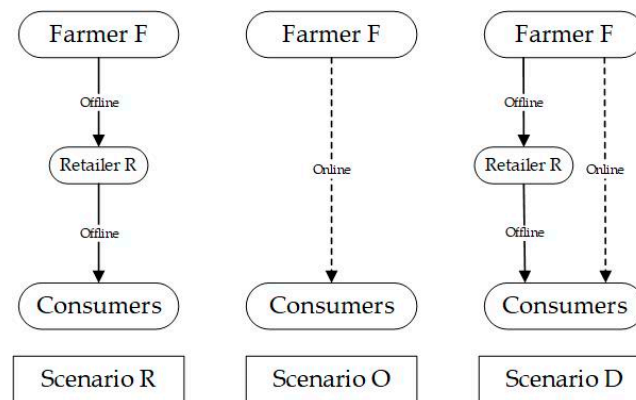 Farmer F
Offline
Retailer R
Offline
Consumers
Scenario R
Farmer F
Online
Consumers
Scenario O
Farmer F
Offline
Retailer R
Online
Offline
Consumers
Scenario D